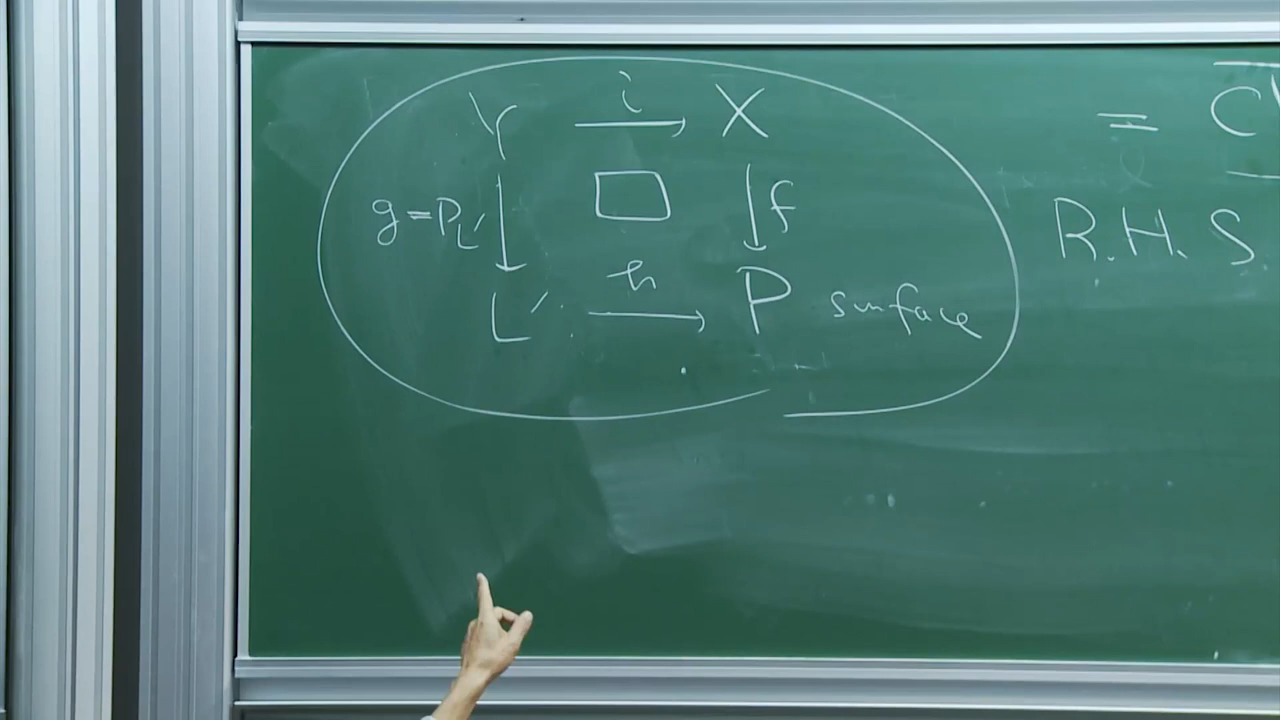 Y i→ X
g=P_L' ↓ □ ↓ f
L' h→ P surface
= C
R.H.S.